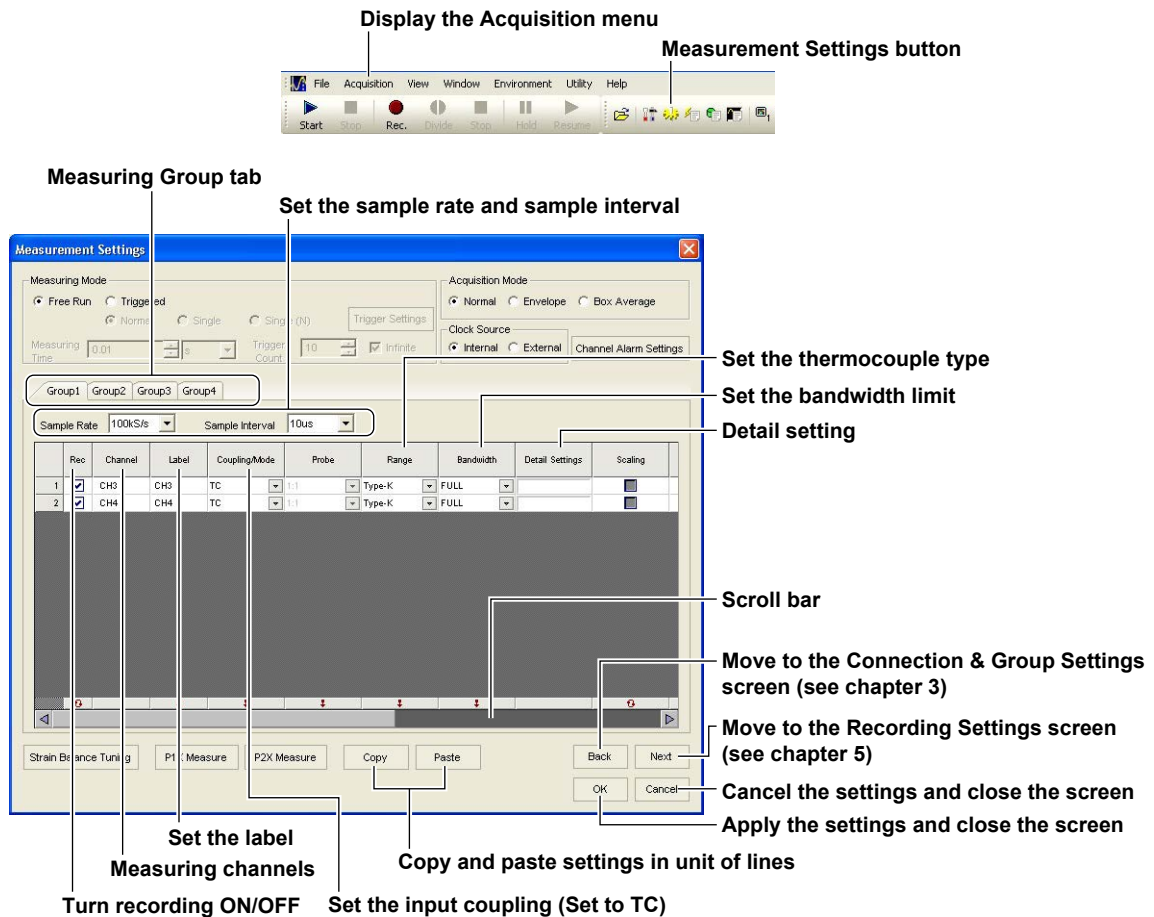 Display the Acquisition menu
Measurement Settings button
File Acquisition View Window Environment Utility Help
Start Stop Rec. Divide Stop Hold Resume
Measuring Group tab
Set the sample rate and sample interval
Measurement Settings
Measuring Mode
Free Run Triggered
Normal Single Single (N) Trigger Settings
Measuring Time 0.01 s Trigger Count 10 Infinite
Acquisition Mode
Normal Envelope Box Average
Clock Source
Internal External Channel Alarm Settings
Set the thermocouple type
Set the bandwidth limit
Detail setting
Group1 Group2 Group3 Group4
Sample Rate 100kS/s Sample Interval 10us
Rec Channel Label Coupling/Mode Probe Range Bandwidth Detail Settings Scaling
1 CH3 CH3 TC 1:1 Type-K FULL
2 CH4 CH4 TC 1:1 Type-K FULL
Scroll bar
Move to the Connection & Group Settings
screen (see chapter 3)
Move to the Recording Settings screen
(see chapter 5)
Strain Balance Tuning P1X Measure P2X Measure Copy Paste Back Next
OK Cancel
Cancel the settings and close the screen
Apply the settings and close the screen
Set the label
Copy and paste settings in unit of lines
Measuring channels
Turn recording ON/OFF
Set the input coupling (Set to TC)